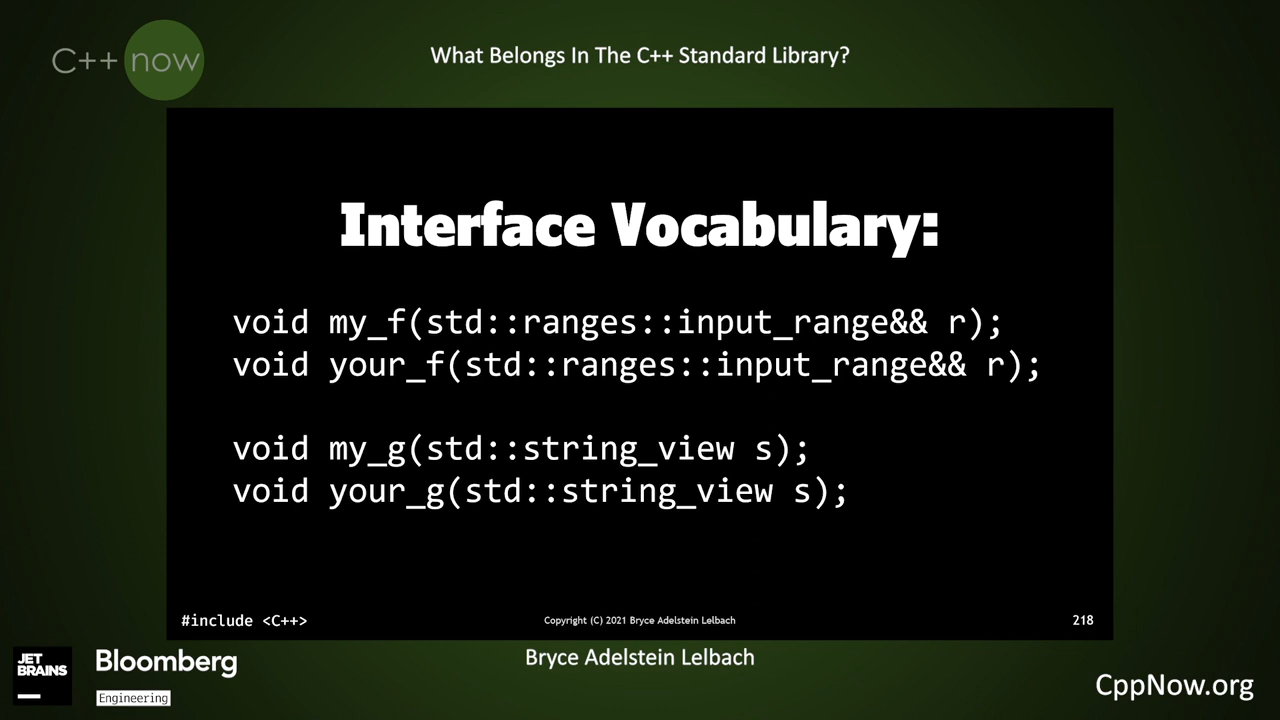 C++ now
What Belongs In The C++ Standard Library?
Interface Vocabulary:
void my_f(std::ranges::input_range&& r);
void your_f(std::ranges::input_range&& r);
void my_g(std::string_view s);
void your_g(std::string_view s);
#include <C++>
Copyright (C) 2021 Bryce Adelstein Lelbach
218
JET
BRAINS
Bloomberg
Engineering
Bryce Adelstein Lelbach
CppNow.org